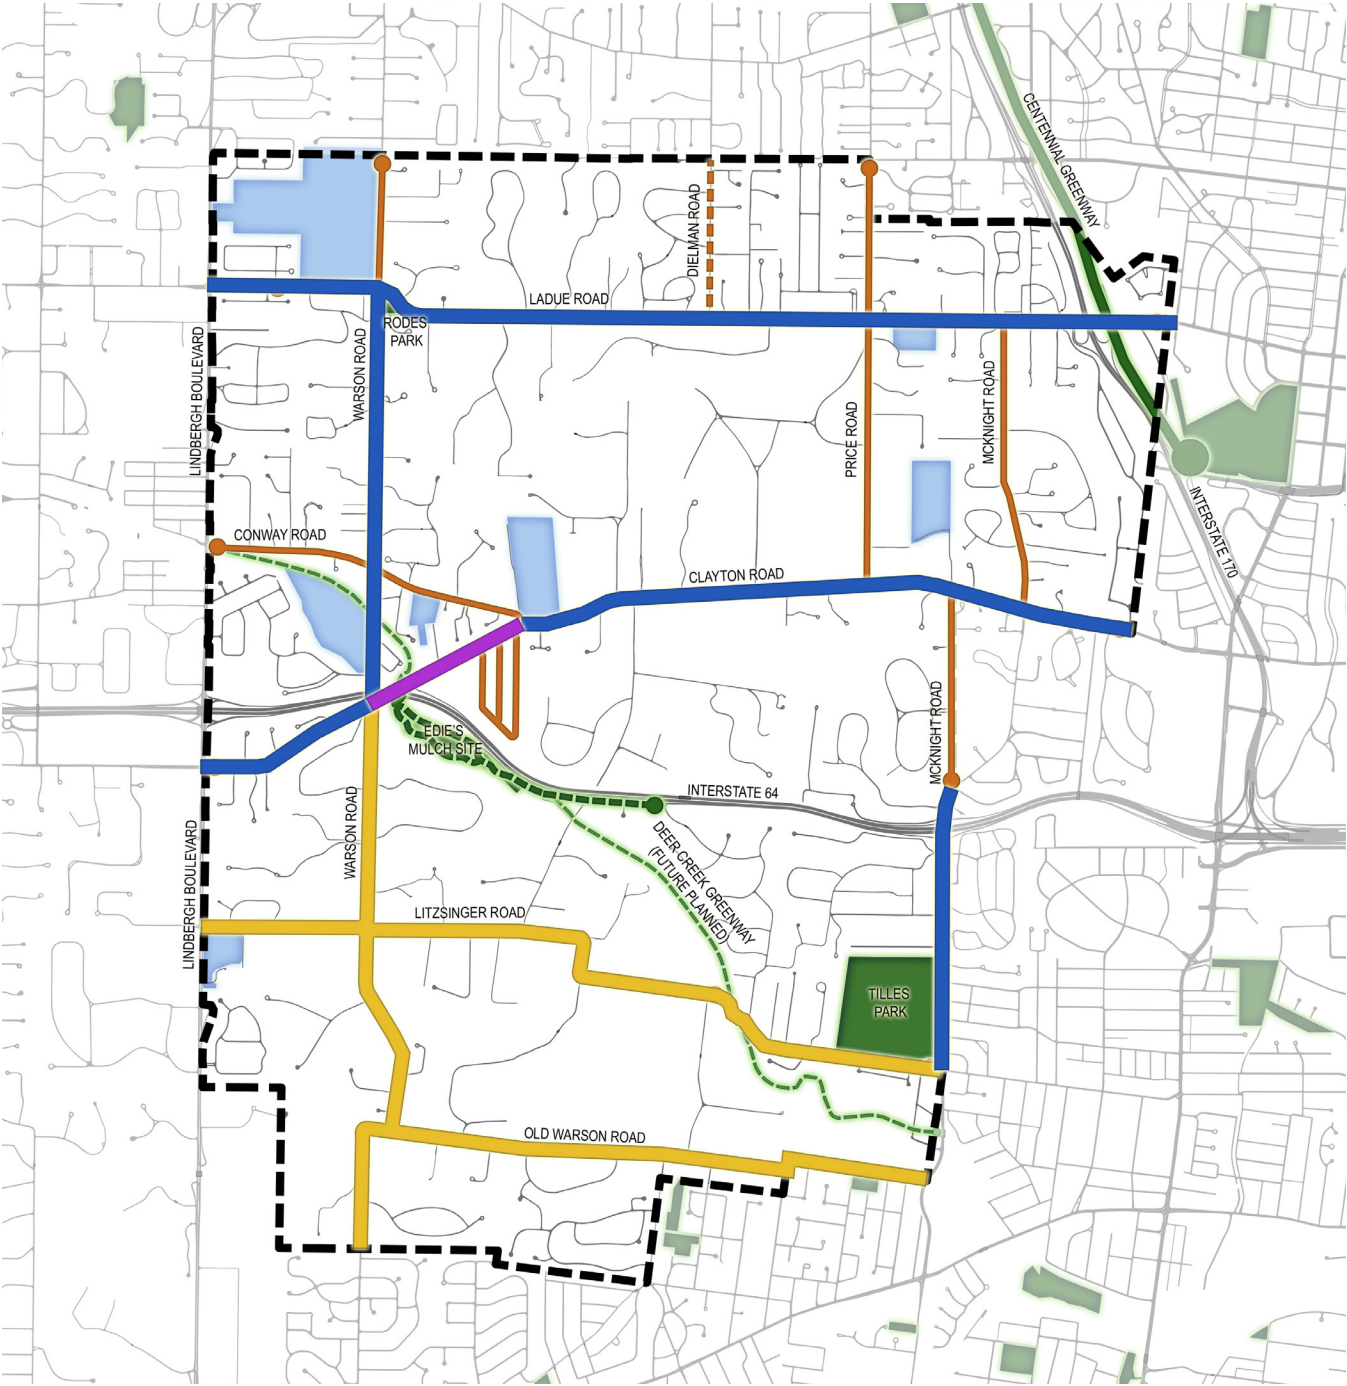 CENTENNIAL GREENWAY
DIELMAN ROAD
LADUE ROAD
RODES
PARK
LINDBERGH BOULEVARD
WARSON ROAD
MCKNIGHT ROAD
PRICE ROAD
INTERSTATE 170
CONWAY ROAD
CLAYTON ROAD
MCKNIGHT ROAD
EDIE'S
MULCH SITE
INTERSTATE 64
WARSON ROAD
LINDBERGH BOULEVARD
DEER CREEK GREENWAY
(FUTURE PLANNED)
LITZSINGER ROAD
TILLES
PARK
OLD WARSON ROAD